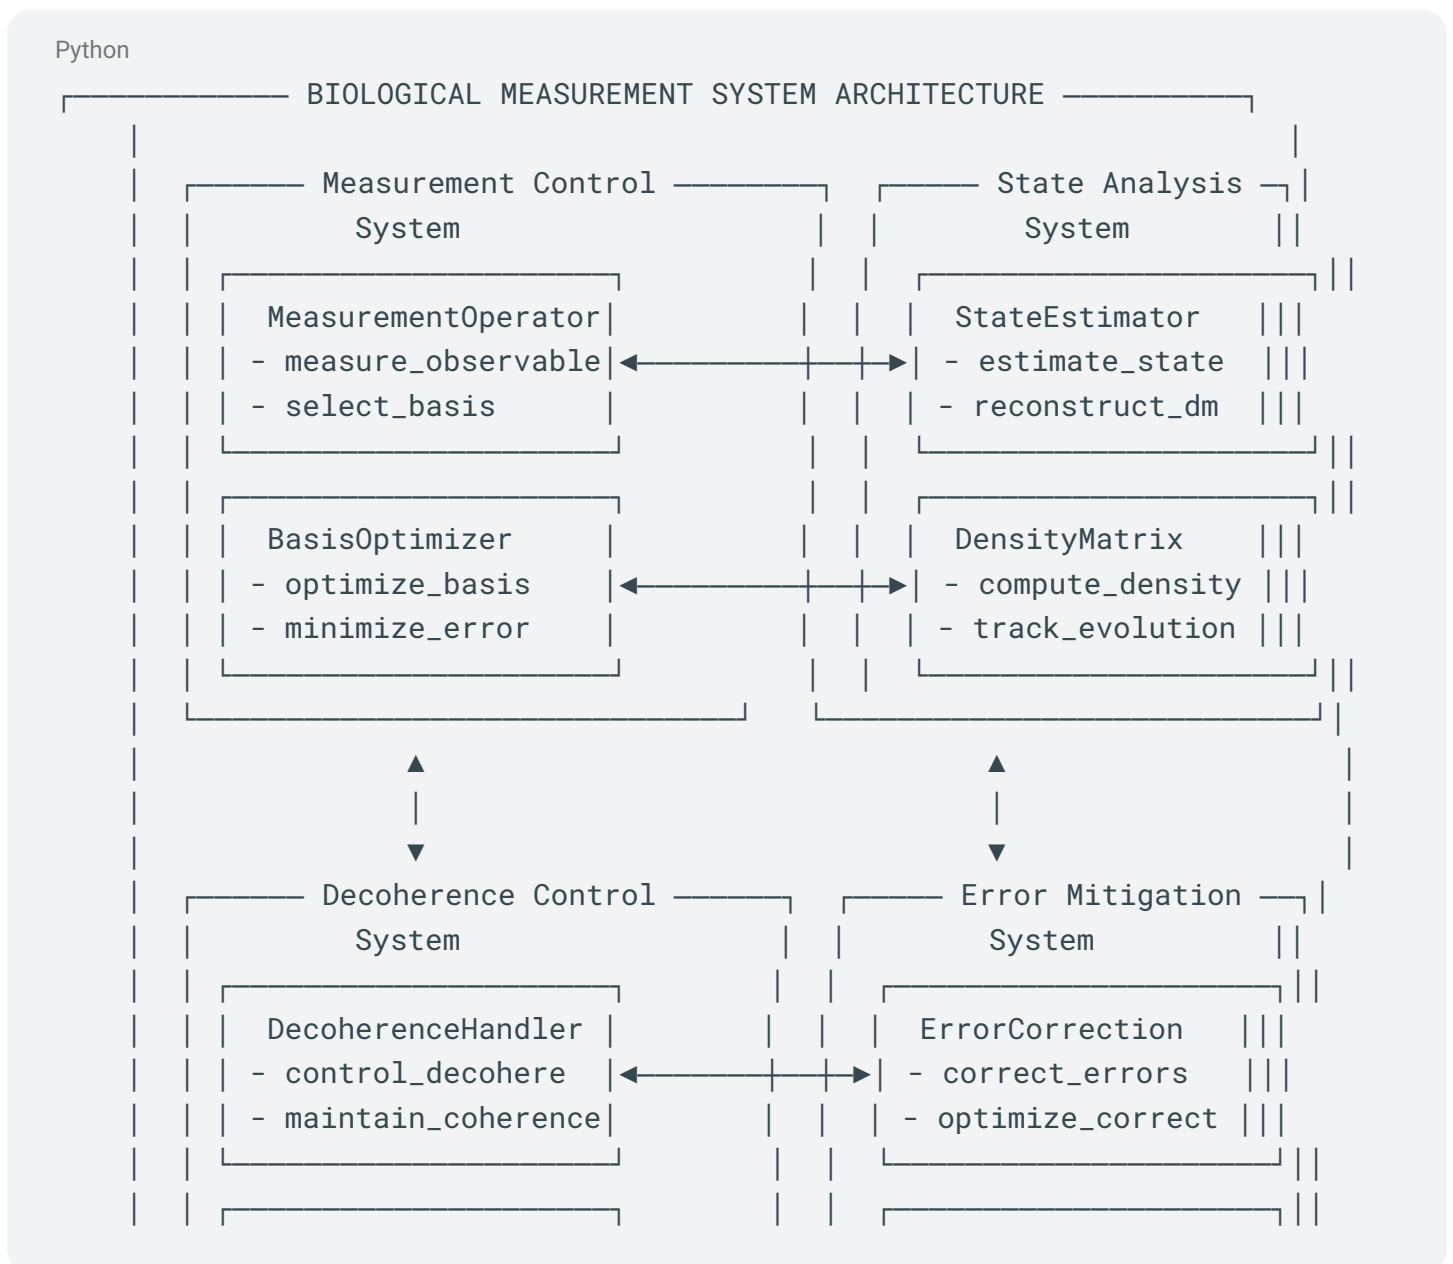 Python
BIOLOGICAL MEASUREMENT SYSTEM ARCHITECTURE
Measurement Control State Analysis
System System
MeasurementOperator StateEstimator
- measure_observable - estimate_state
- select_basis - reconstruct_dm
BasisOptimizer DensityMatrix
- optimize_basis - compute_density
- minimize_error - track_evolution
Decoherence Control Error Mitigation
System System
DecoherenceHandler ErrorCorrection
- control_decohere - correct_errors
- maintain_coherence - optimize_correct